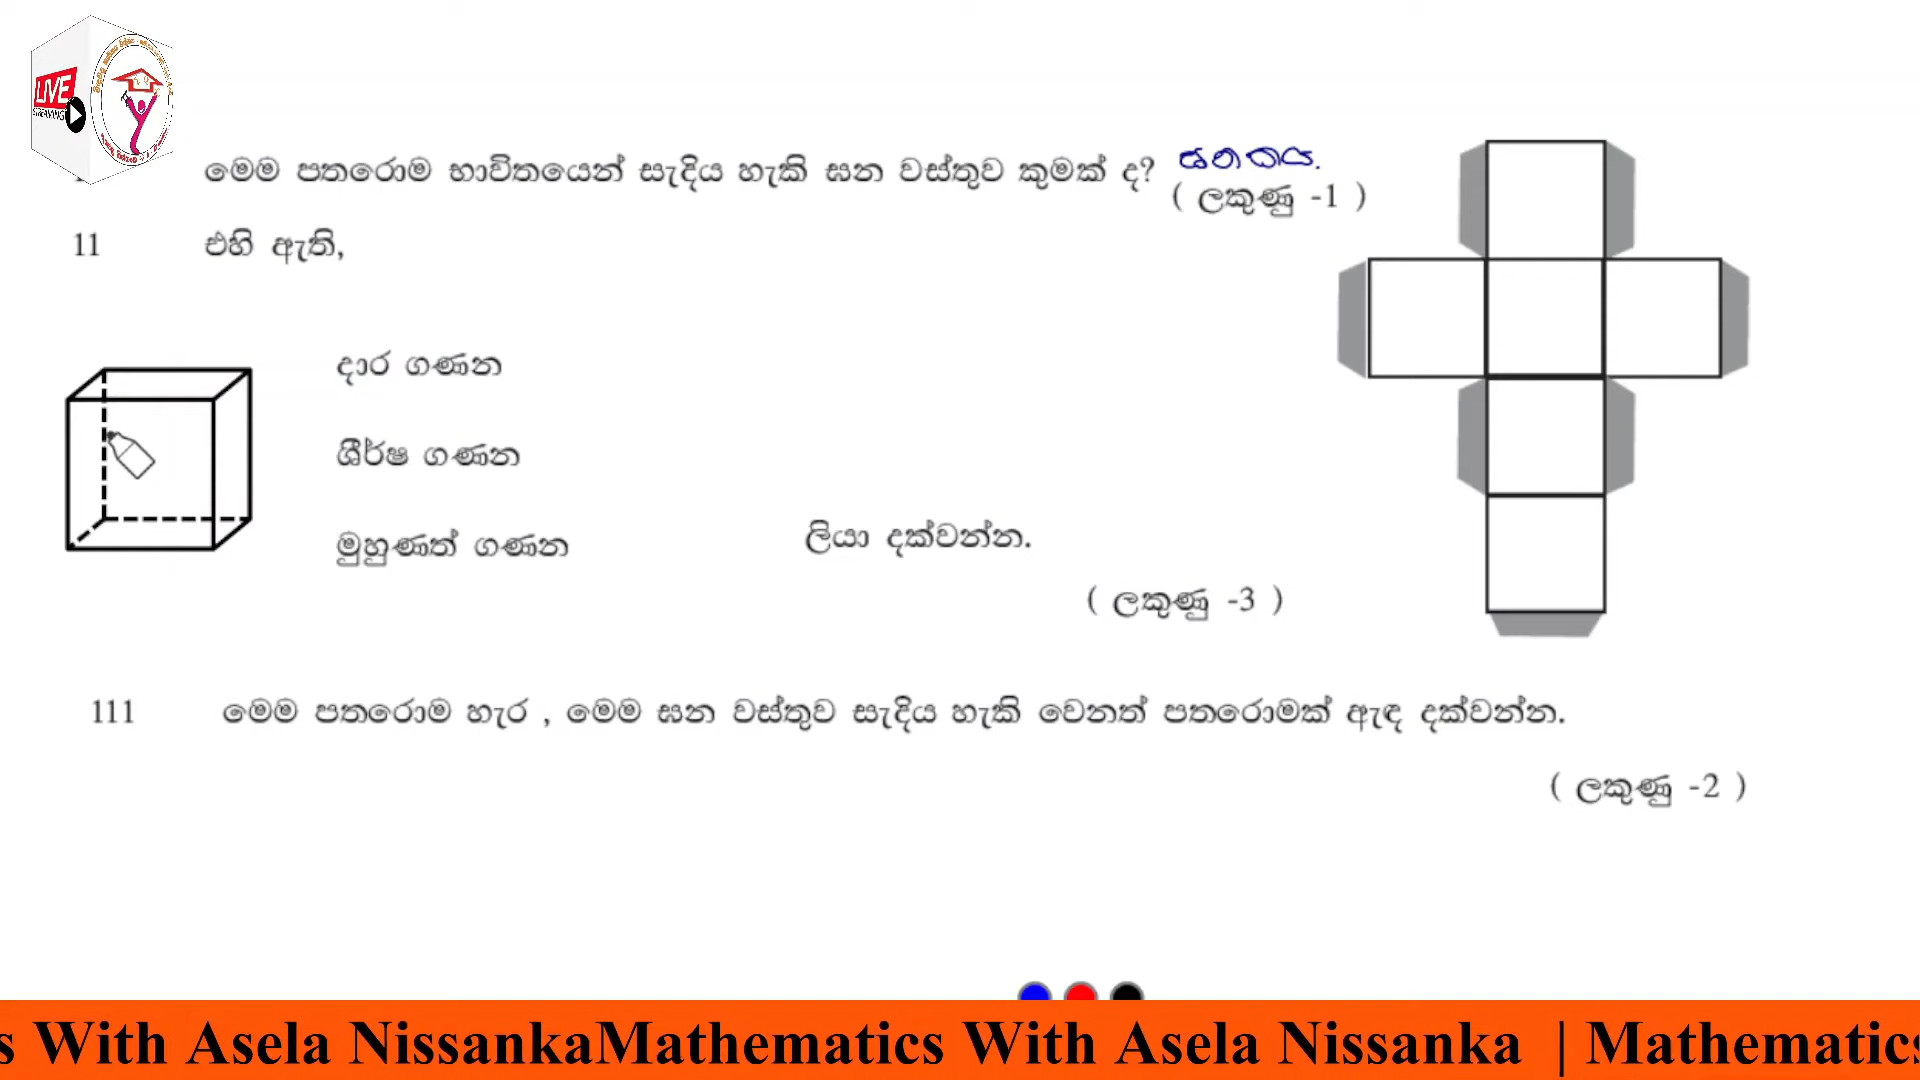 LIVE
STREAMING
මෙම පතරොම භාවිතයෙන් සැදිය හැකි ඝන වස්තුව කුමක් ද? ඝනකය.
( ලකුණු -1 )
11 එහි ඇති,
දාර ගණන
ශීර්ෂ ගණන
මුහුණත් ගණන ලියා දක්වන්න.
( ලකුණු -3 )
111 මෙම පතරොම හැර , මෙම ඝන වස්තුව සැදිය හැකි වෙනත් පතරොමක් ඇඳ දක්වන්න.
( ලකුණු -2 )
s With Asela NissankaMathematics With Asela Nissanka | Mathematics